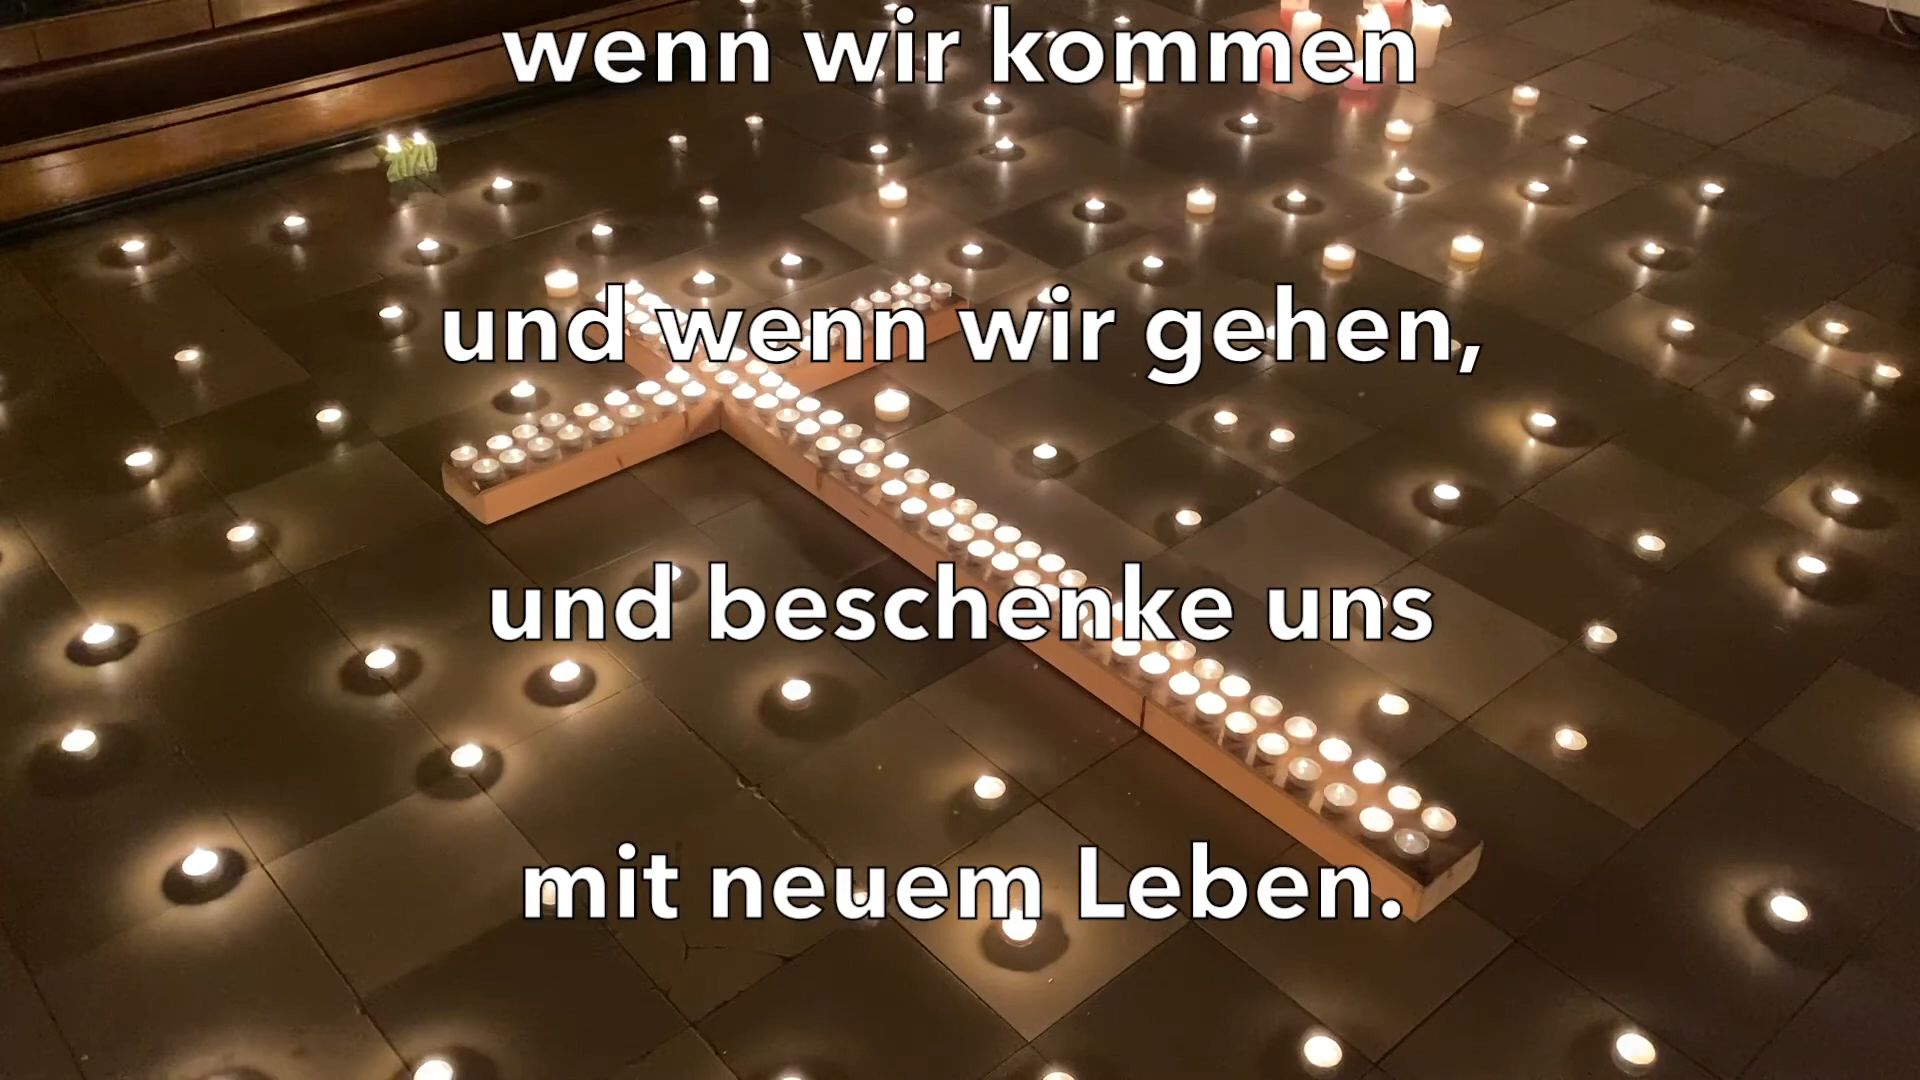 wenn wir kommen
und wenn wir gehen,
und beschenke uns
mit neuem Leben.